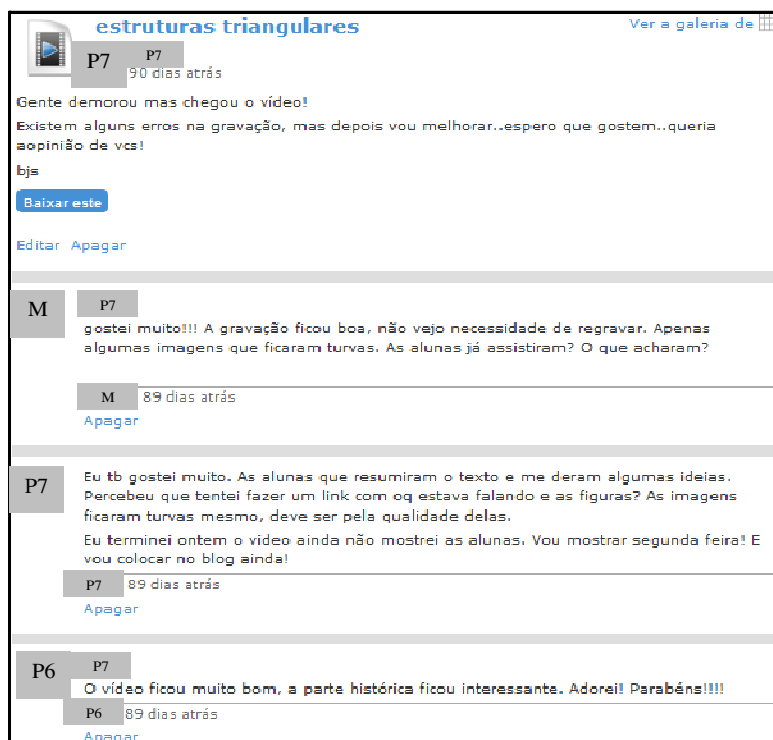 estruturas triangulares
Ver a galeria de
P7
P7
90 dias atrás
Gente demorou mas chegou o vídeo!
Existem alguns erros na gravação, mas depois vou melhorar..espero que gostem..queria
aopinião de vcs!
bjs
Baixar este
Editar Apagar
M
P7
gostei muito!!! A gravação ficou boa, não vejo necessidade de regravar. Apenas
algumas imagens que ficaram turvas. As alunas já assistiram? O que acharam?
M
89 dias atrás
Apagar
P7
Eu tb gostei muito. As alunas que resumiram o texto e me deram algumas ideias.
Percebeu que tentei fazer um link com oq estava falando e as figuras? As imagens
ficaram turvas mesmo, deve ser pela qualidade delas.
Eu terminei ontem o video ainda não mostrei as alunas. Vou mostrar segunda feira! E
vou colocar no blog ainda!
P7
89 dias atrás
Apagar
P6
P7
O vídeo ficou muito bom, a parte histórica ficou interessante. Adorei! Parabéns!!!!
P6
89 dias atrás
Apagar